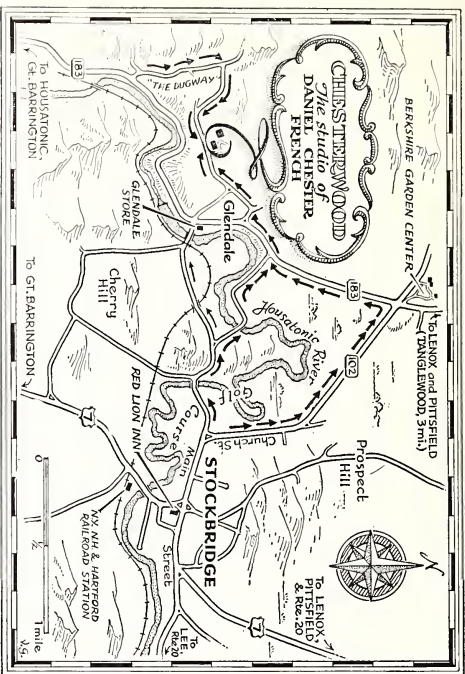 CHESTERWOOD
The studio of
DANIEL CHESTER
FRENCH
BERKSHIRE GARDEN CENTER
To LENOX and PITTSFIELD
(TANGLEWOOD, 3 mi.)
183
102
Prospect
Hill
N
To LENOX,
PITTSFIELD
& Rte. 20
7
"THE DUGWAY"
Glendale
Housatonic River
Golf
Course
Church St.
STOCKBRIDGE
Main
Street
To
LEE,
Rte 20
183
To HOUSATONIC,
GT. BARRINGTON
GLENDALE
STORE
Cherry
Hill
RED LION INN
To GT. BARRINGTON
7
N.Y., N.H. & HARTFORD
RAILROAD STATION
0
1/2
1 mile
V.G.